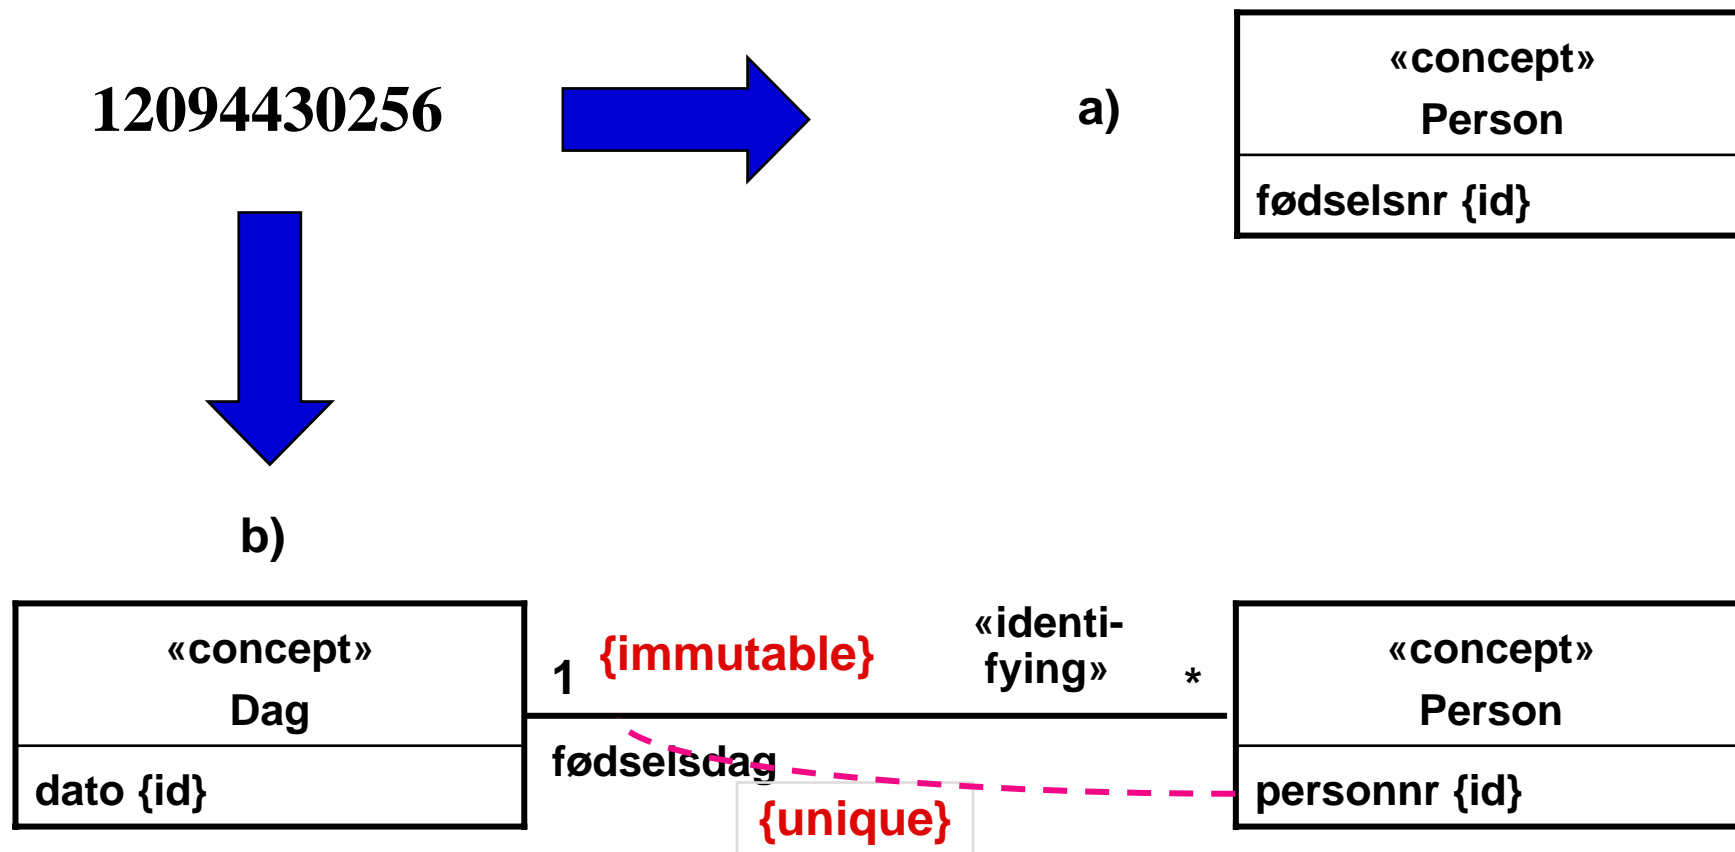 12094430256
a)
«concept»
Person
fødselsnr {id}
b)
«concept»
Dag
dato {id}
1 {immutable}
«identi-
fying»
*
fødselsdag
{unique}
«concept»
Person
personnr {id}